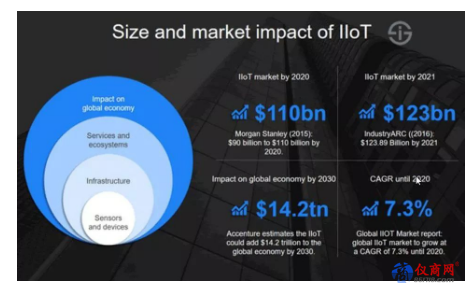 Size and market impact of IIoT
Impact on
global economy
Services and
ecosystems
Infrastructure
Sensors
and devices
IIoT market by 2020
$110bn
Morgan Stanley (2015):
$90 billion to $110 billion by
2020.
IIoT market by 2021
$123bn
IndustryARC ((2016):
$123.89 Billion by 2021
Impact on global economy by 2030
$14.2tn
Accenture estimates the IIoT
could add $14.2 trillion to the
global economy by 2030.
CAGR until 2020
7.3%
Global IIOT Market report:
global IIoT market to grow at
a CAGR of 7.3% until 2020.
仪商网